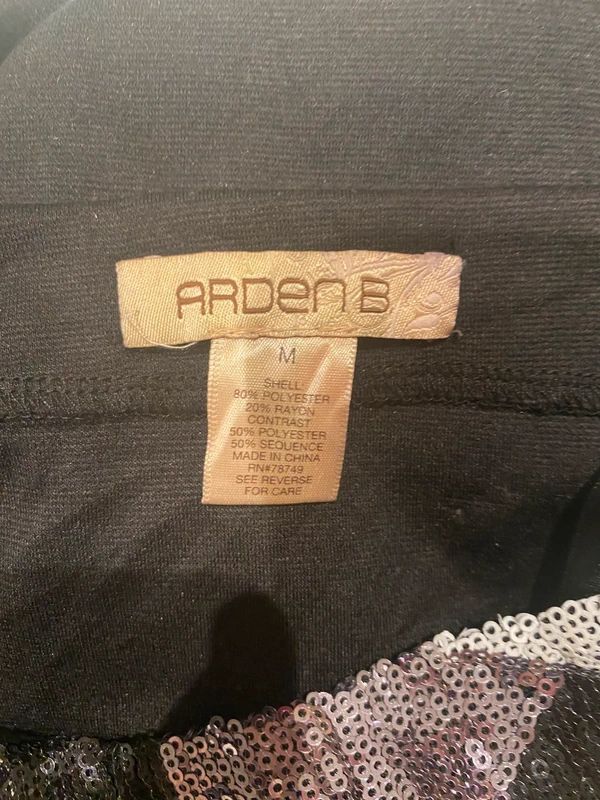 ARDEN B
M
SHELL
80% POLYESTER
20% RAYON
CONTRAST
50% POLYESTER
50% SEQUENCE
MADE IN CHINA
RN#78749
SEE REVERSE
FOR CARE